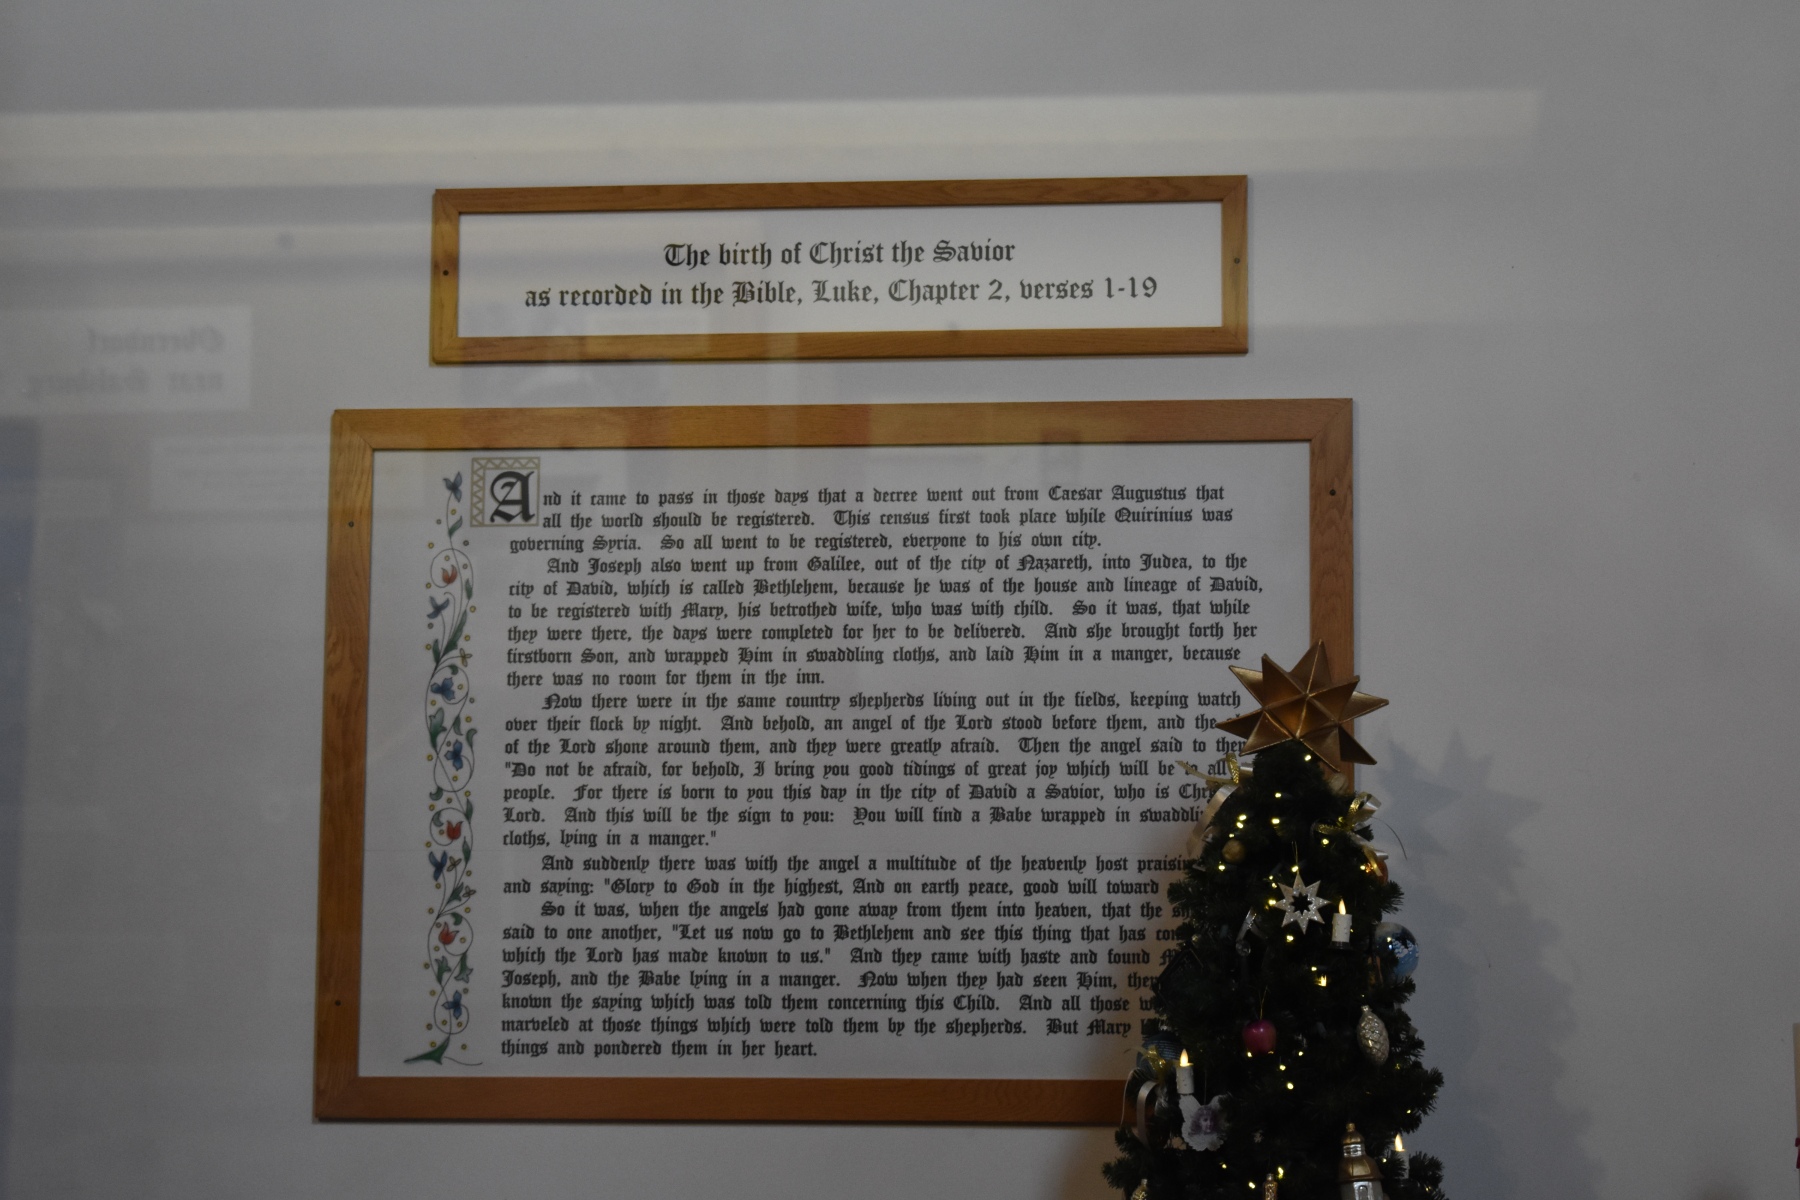 The birth of Christ the Savior
as recorded in the Bible, Luke, Chapter 2, verses 1-19
And it came to pass in those days that a decree went out from Caesar Augustus that
all the world should be registered. This census first took place while Quirinius was
governing Syria. So all went to be registered, everyone to his own city.
And Joseph also went up from Galilee, out of the city of Nazareth, into Judea, to the
city of David, which is called Bethlehem, because he was of the house and lineage of David,
to be registered with Mary, his betrothed wife, who was with child. So it was, that while
they were there, the days were completed for her to be delivered. And she brought forth her
firstborn Son, and wrapped Him in swaddling cloths, and laid Him in a manger, because
there was no room for them in the inn.
Now there were in the same country shepherds living out in the fields, keeping watch
over their flock by night. And behold, an angel of the Lord stood before them, and the
of the Lord shone around them, and they were greatly afraid. Then the angel said to
"Do not be afraid, for behold, I bring you good tidings of great joy which will be to all
people. For there is born to you this day in the city of David a Savior, who is
Lord. And this will be the sign to you: You will find a Babe wrapped in
cloths, lying in a manger."
And suddenly there was with the angel a multitude of the heavenly host
and saying: "Glory to God in the highest, And on earth peace, good will toward
So it was, when the angels had gone away from them into heaven, that the
said to one another, "Let us now go to Bethlehem and see this thing that has
which the Lord has made known to us." And they came with haste and found
Joseph, and the Babe lying in a manger. Now when they had seen Him, they
known the saying which was told them concerning this Child. And all those
marveled at those things which were told them by the shepherds. But Mary
things and pondered them in her heart.